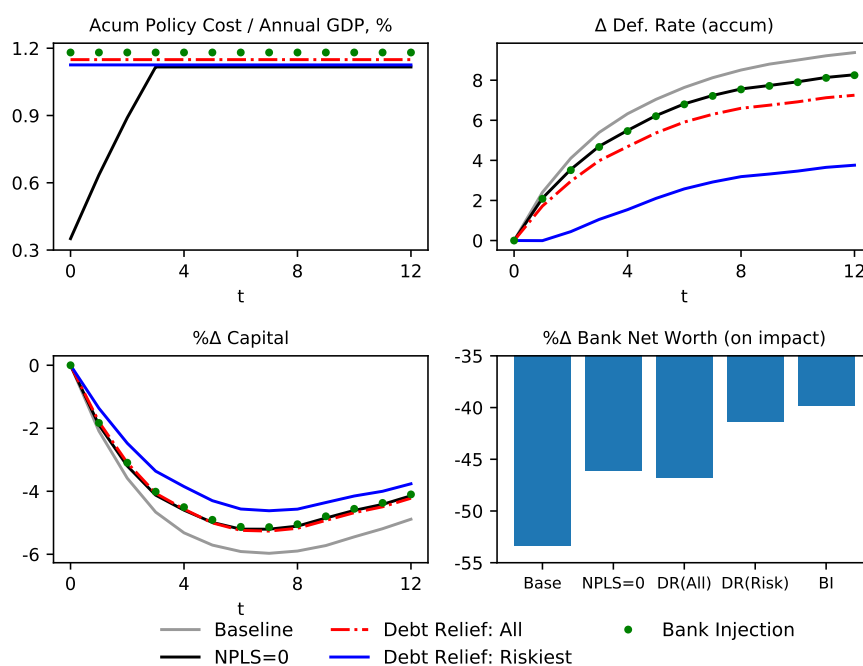 Acum Policy Cost / Annual GDP, %
1.2
0.9
0.6
0.3
0
4
8
12
t
Δ Def. Rate (accum)
8
6
4
2
0
0
4
8
12
t
%Δ Capital
0
-2
-4
-6
0
4
8
12
t
%Δ Bank Net Worth (on impact)
-35
-40
-45
-50
-55
Base
NPLS=0
DR(All)
DR(Risk)
BI
Baseline
NPLS=0
Debt Relief: All
Debt Relief: Riskiest
Bank Injection